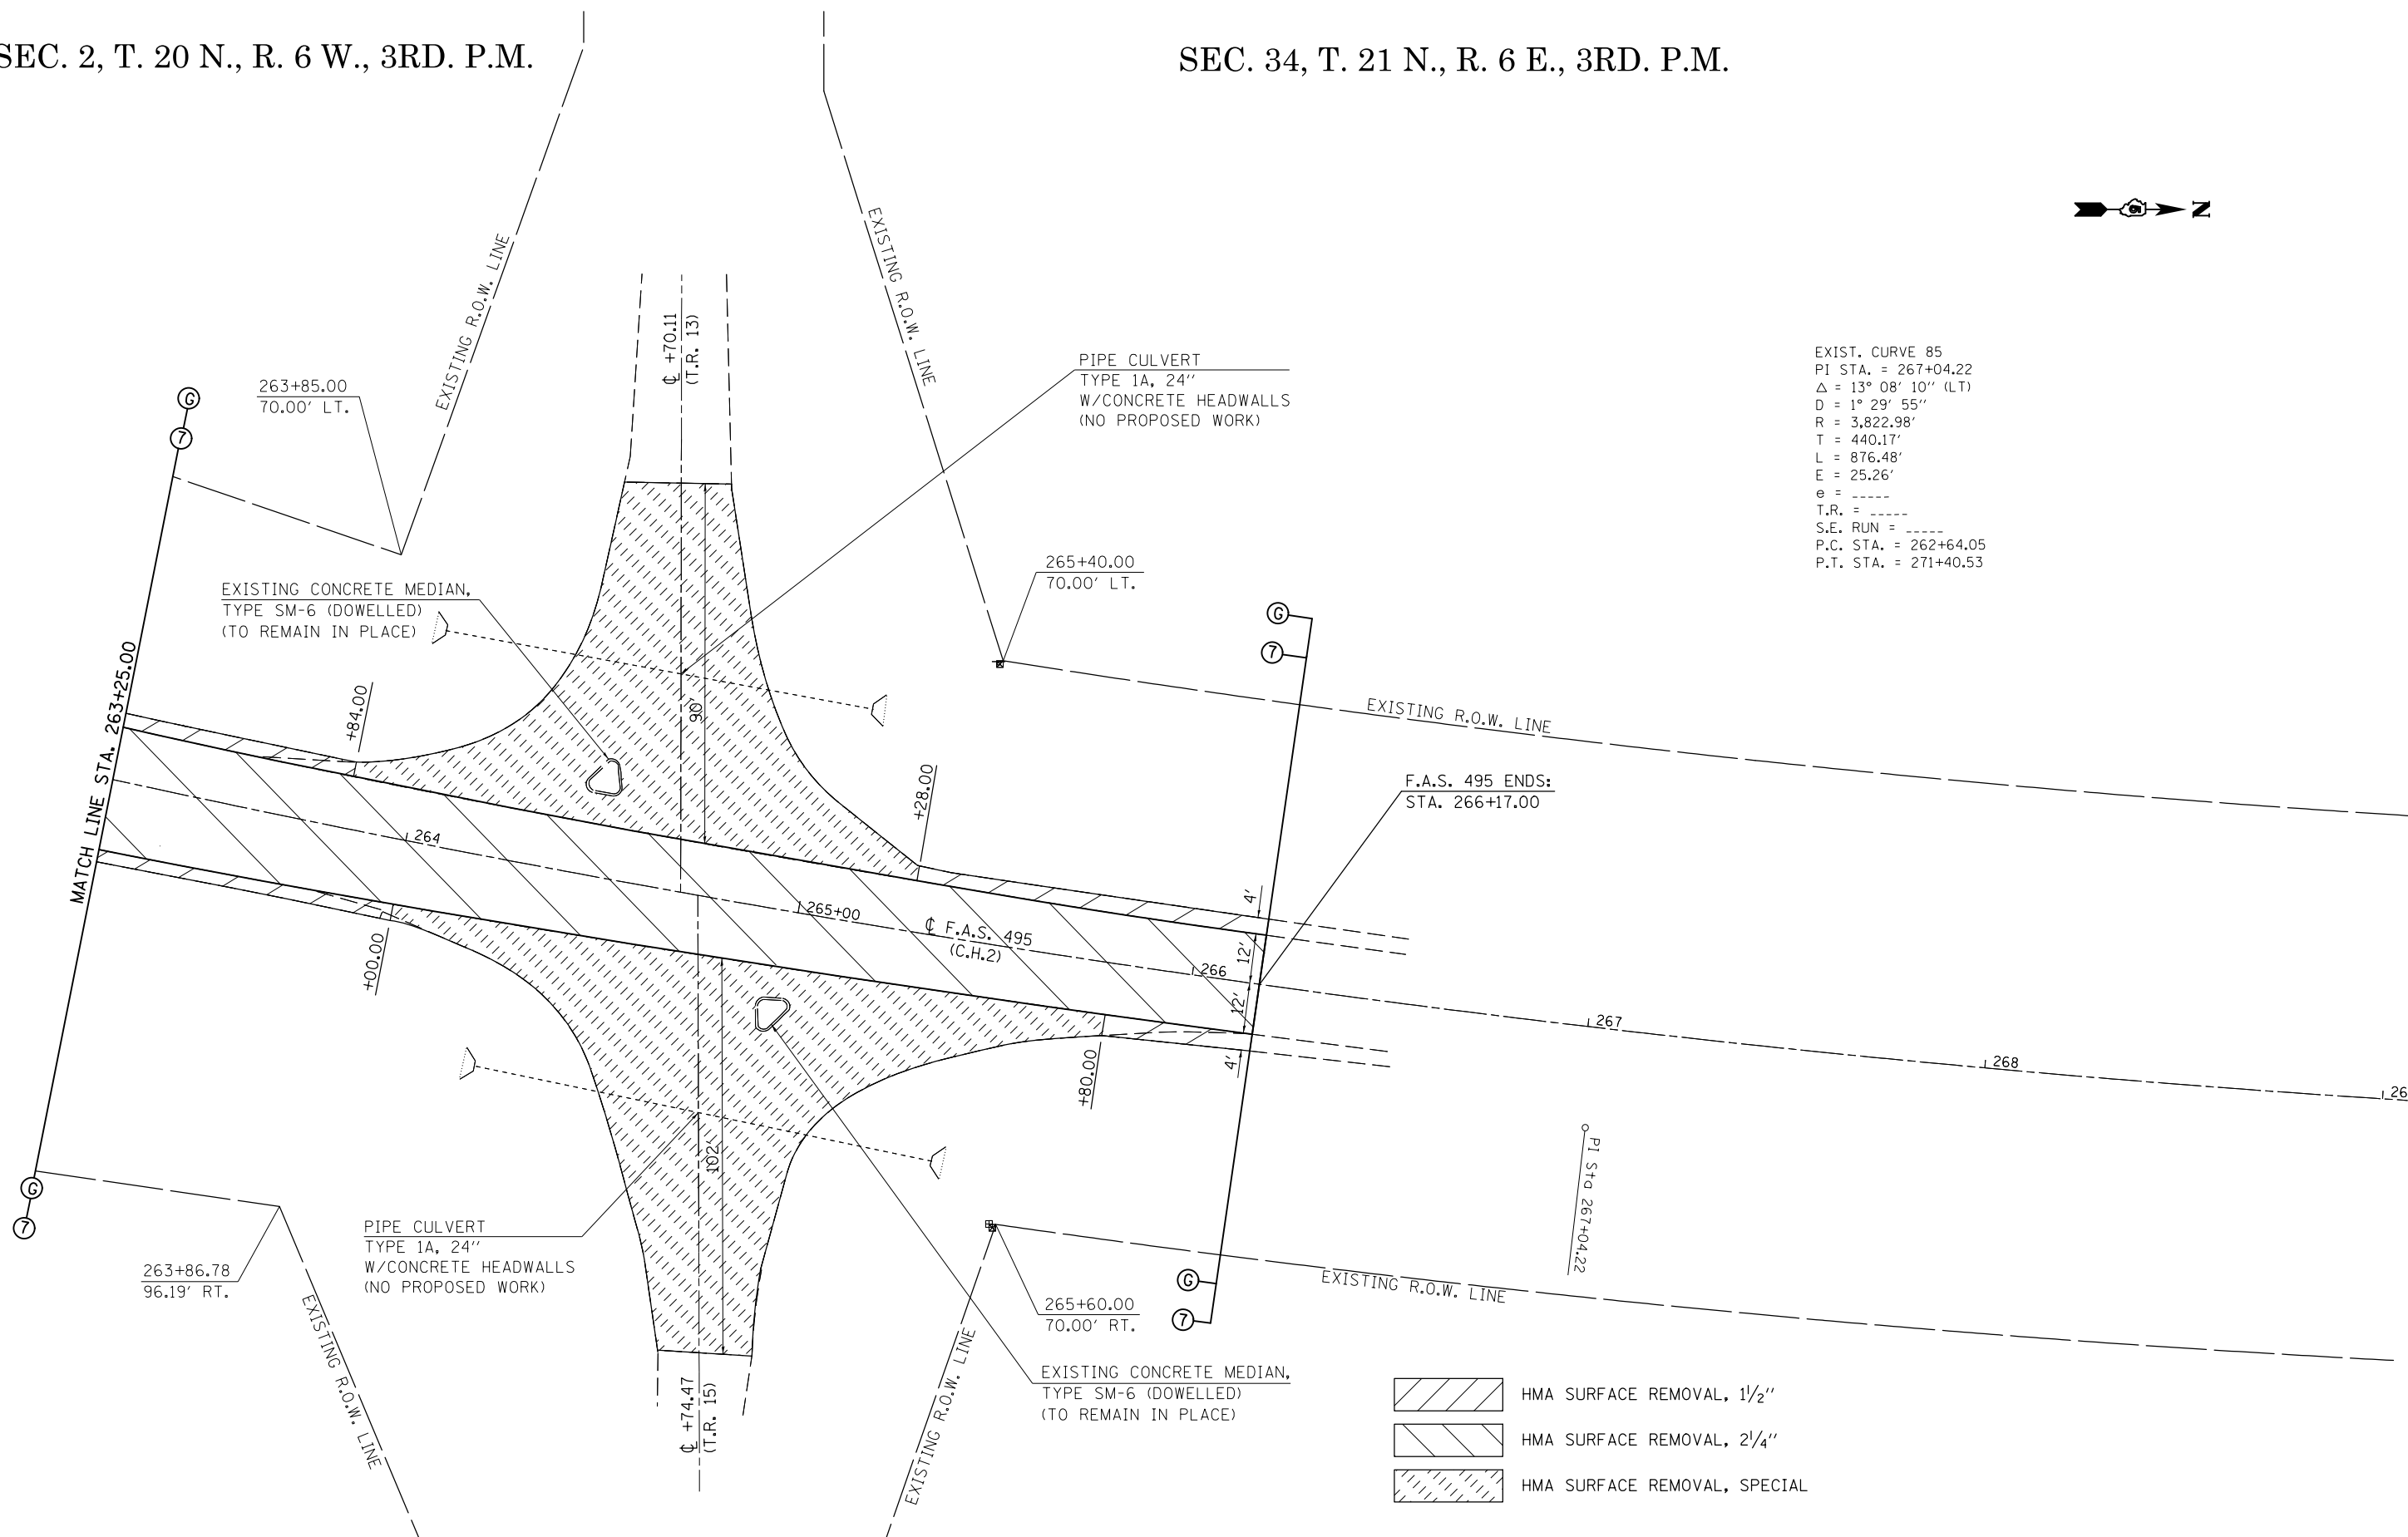 SEC. 2, T. 20 N., R. 6 W., 3RD. P.M.
SEC. 34, T. 21 N., R. 6 E., 3RD. P.M.
N
EXISTING R.O.W. LINE
EXISTING R.O.W. LINE
℄ +70.11
(T.R. 13)
PIPE CULVERT
TYPE 1A, 24"
W/CONCRETE HEADWALLS
(NO PROPOSED WORK)
EXIST. CURVE 85
PI STA. = 267+04.22
Δ = 13° 08' 10" (LT)
D = 1° 29' 55"
R = 3,822.98'
T = 440.17'
L = 876.48'
E = 25.26'
e = _____
T.R. = _____
S.E. RUN = _____
P.C. STA. = 262+64.05
P.T. STA. = 271+40.53
263+85.00
70.00' LT.
G
7
EXISTING CONCRETE MEDIAN,
TYPE SM-6 (DOWELLED)
(TO REMAIN IN PLACE)
265+40.00
70.00' LT.
G
7
MATCH LINE STA. 263+25.00
+84.00
90'
+28.00
EXISTING R.O.W. LINE
F.A.S. 495 ENDS:
STA. 266+17.00
264
265+00
℄ F.A.S. 495
(C.H.2)
266
4'
12'
12'
4'
267
268
26
+00.00
+80.00
102'
PI Sta 267+04.22
G
7
PIPE CULVERT
TYPE 1A, 24"
W/CONCRETE HEADWALLS
(NO PROPOSED WORK)
263+86.78
96.19' RT.
EXISTING R.O.W. LINE
265+60.00
70.00' RT.
G
7
EXISTING R.O.W. LINE
EXISTING R.O.W. LINE
℄ +74.47
(T.R. 15)
EXISTING CONCRETE MEDIAN,
TYPE SM-6 (DOWELLED)
(TO REMAIN IN PLACE)
HMA SURFACE REMOVAL, 1½"
HMA SURFACE REMOVAL, 2¼"
HMA SURFACE REMOVAL, SPECIAL